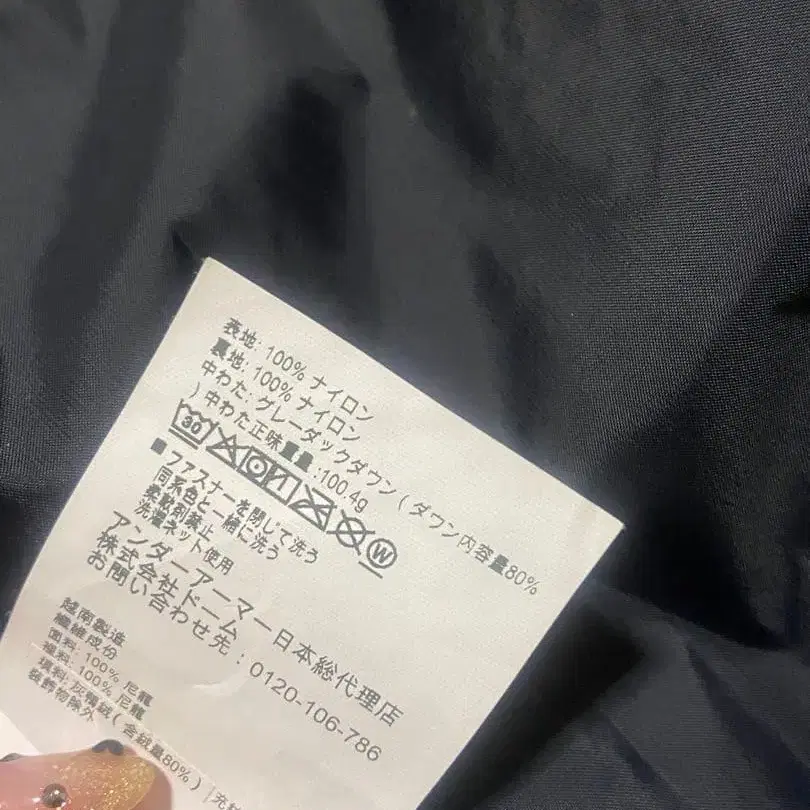 表地: 100% ナイロン
裏地: 100% ナイロン
中わた: グレーダックダウン ( ダウン内容量80%
) 中わた正味重量 :100.4g
30 W
■ファスナーを閉じて洗う
同系色と一緒に洗う
柔軟剤禁止
洗濯ネット使用
アンダーアーマー日本総代理店
株式会社ドーム
お問い合わせ先 : 0120-106-786
越南製造
纖維成份
面料: 100% 尼龍
裡料: 100% 尼龍
填料:灰鴨絨 ( 含絨量80% ) | 充絨
裝飾物除外